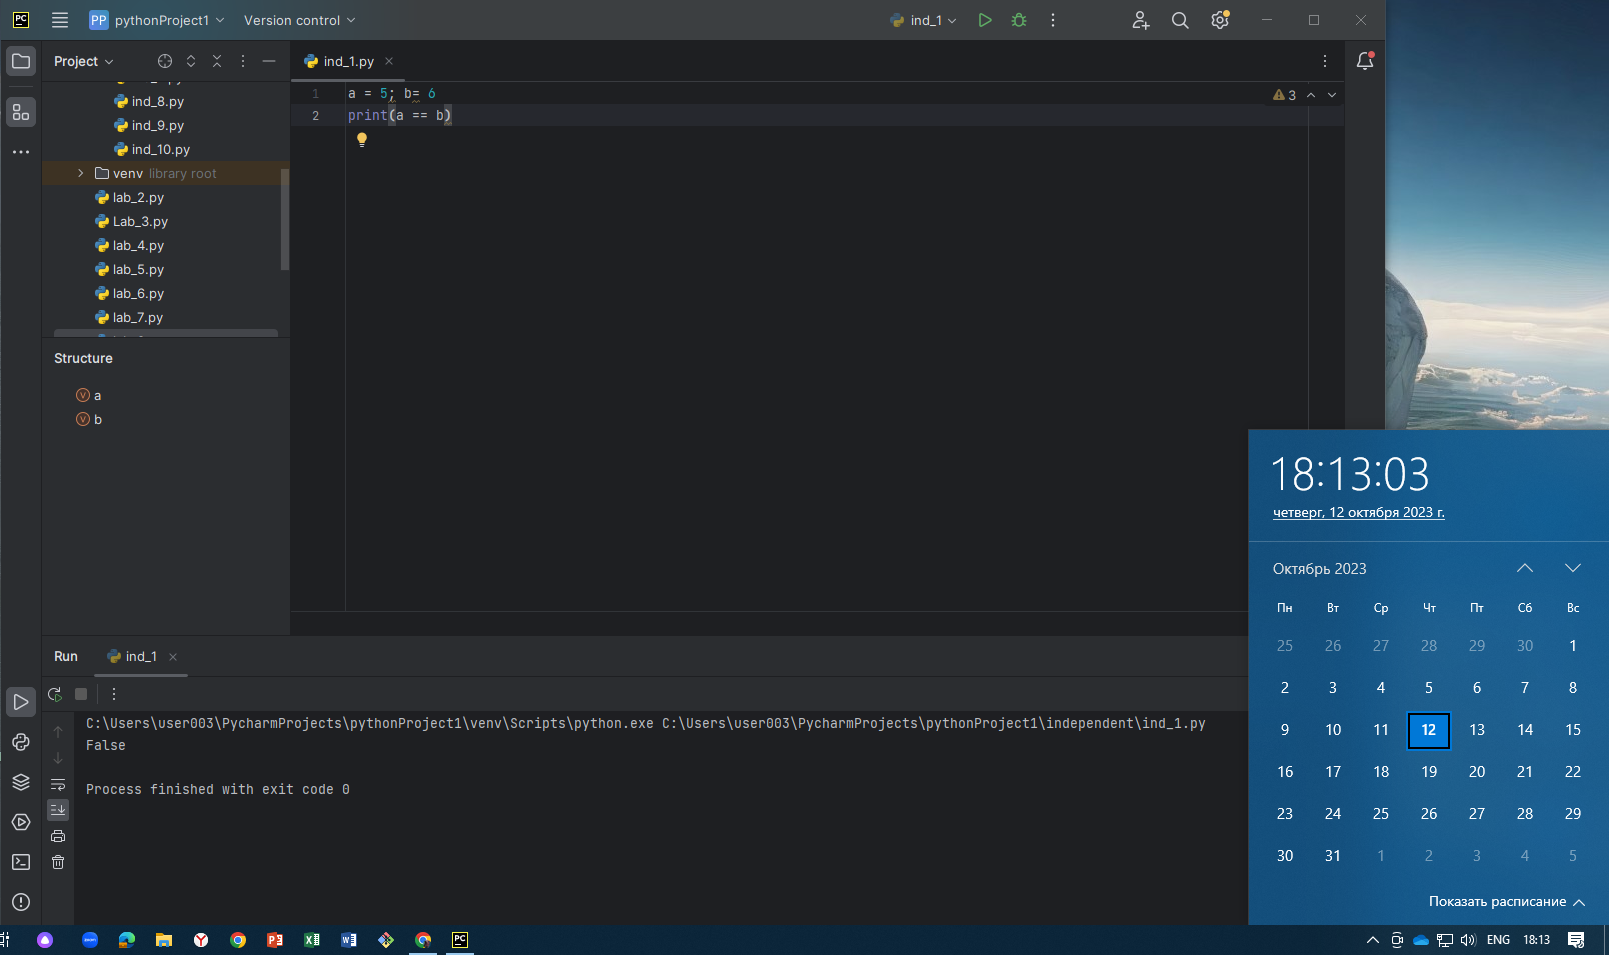 PC
PP pythonProject1
Version control
ind_1
Project
ind_8.py
ind_9.py
ind_10.py
venv library root
lab_2.py
Lab_3.py
lab_4.py
lab_5.py
lab_6.py
lab_7.py
Structure
a
b
ind_1.py
1 a = 5; b= 6
2 print(a == b)
3
Run
ind_1
C:\Users\user003\PycharmProjects\pythonProject1\venv\Scripts\python.exe C:\Users\user003\PycharmProjects\pythonProject1\independent\ind_1.py
False
Process finished with exit code 0
18:13:03
четверг, 12 октября 2023 г.
Октябрь 2023
Пн Вт Ср Чт Пт Сб Вс
25 26 27 28 29 30 1
2 3 4 5 6 7 8
9 10 11 12 13 14 15
16 17 18 19 20 21 22
23 24 25 26 27 28 29
30 31 1 2 3 4 5
Показать расписание
PC
ENG 18:13